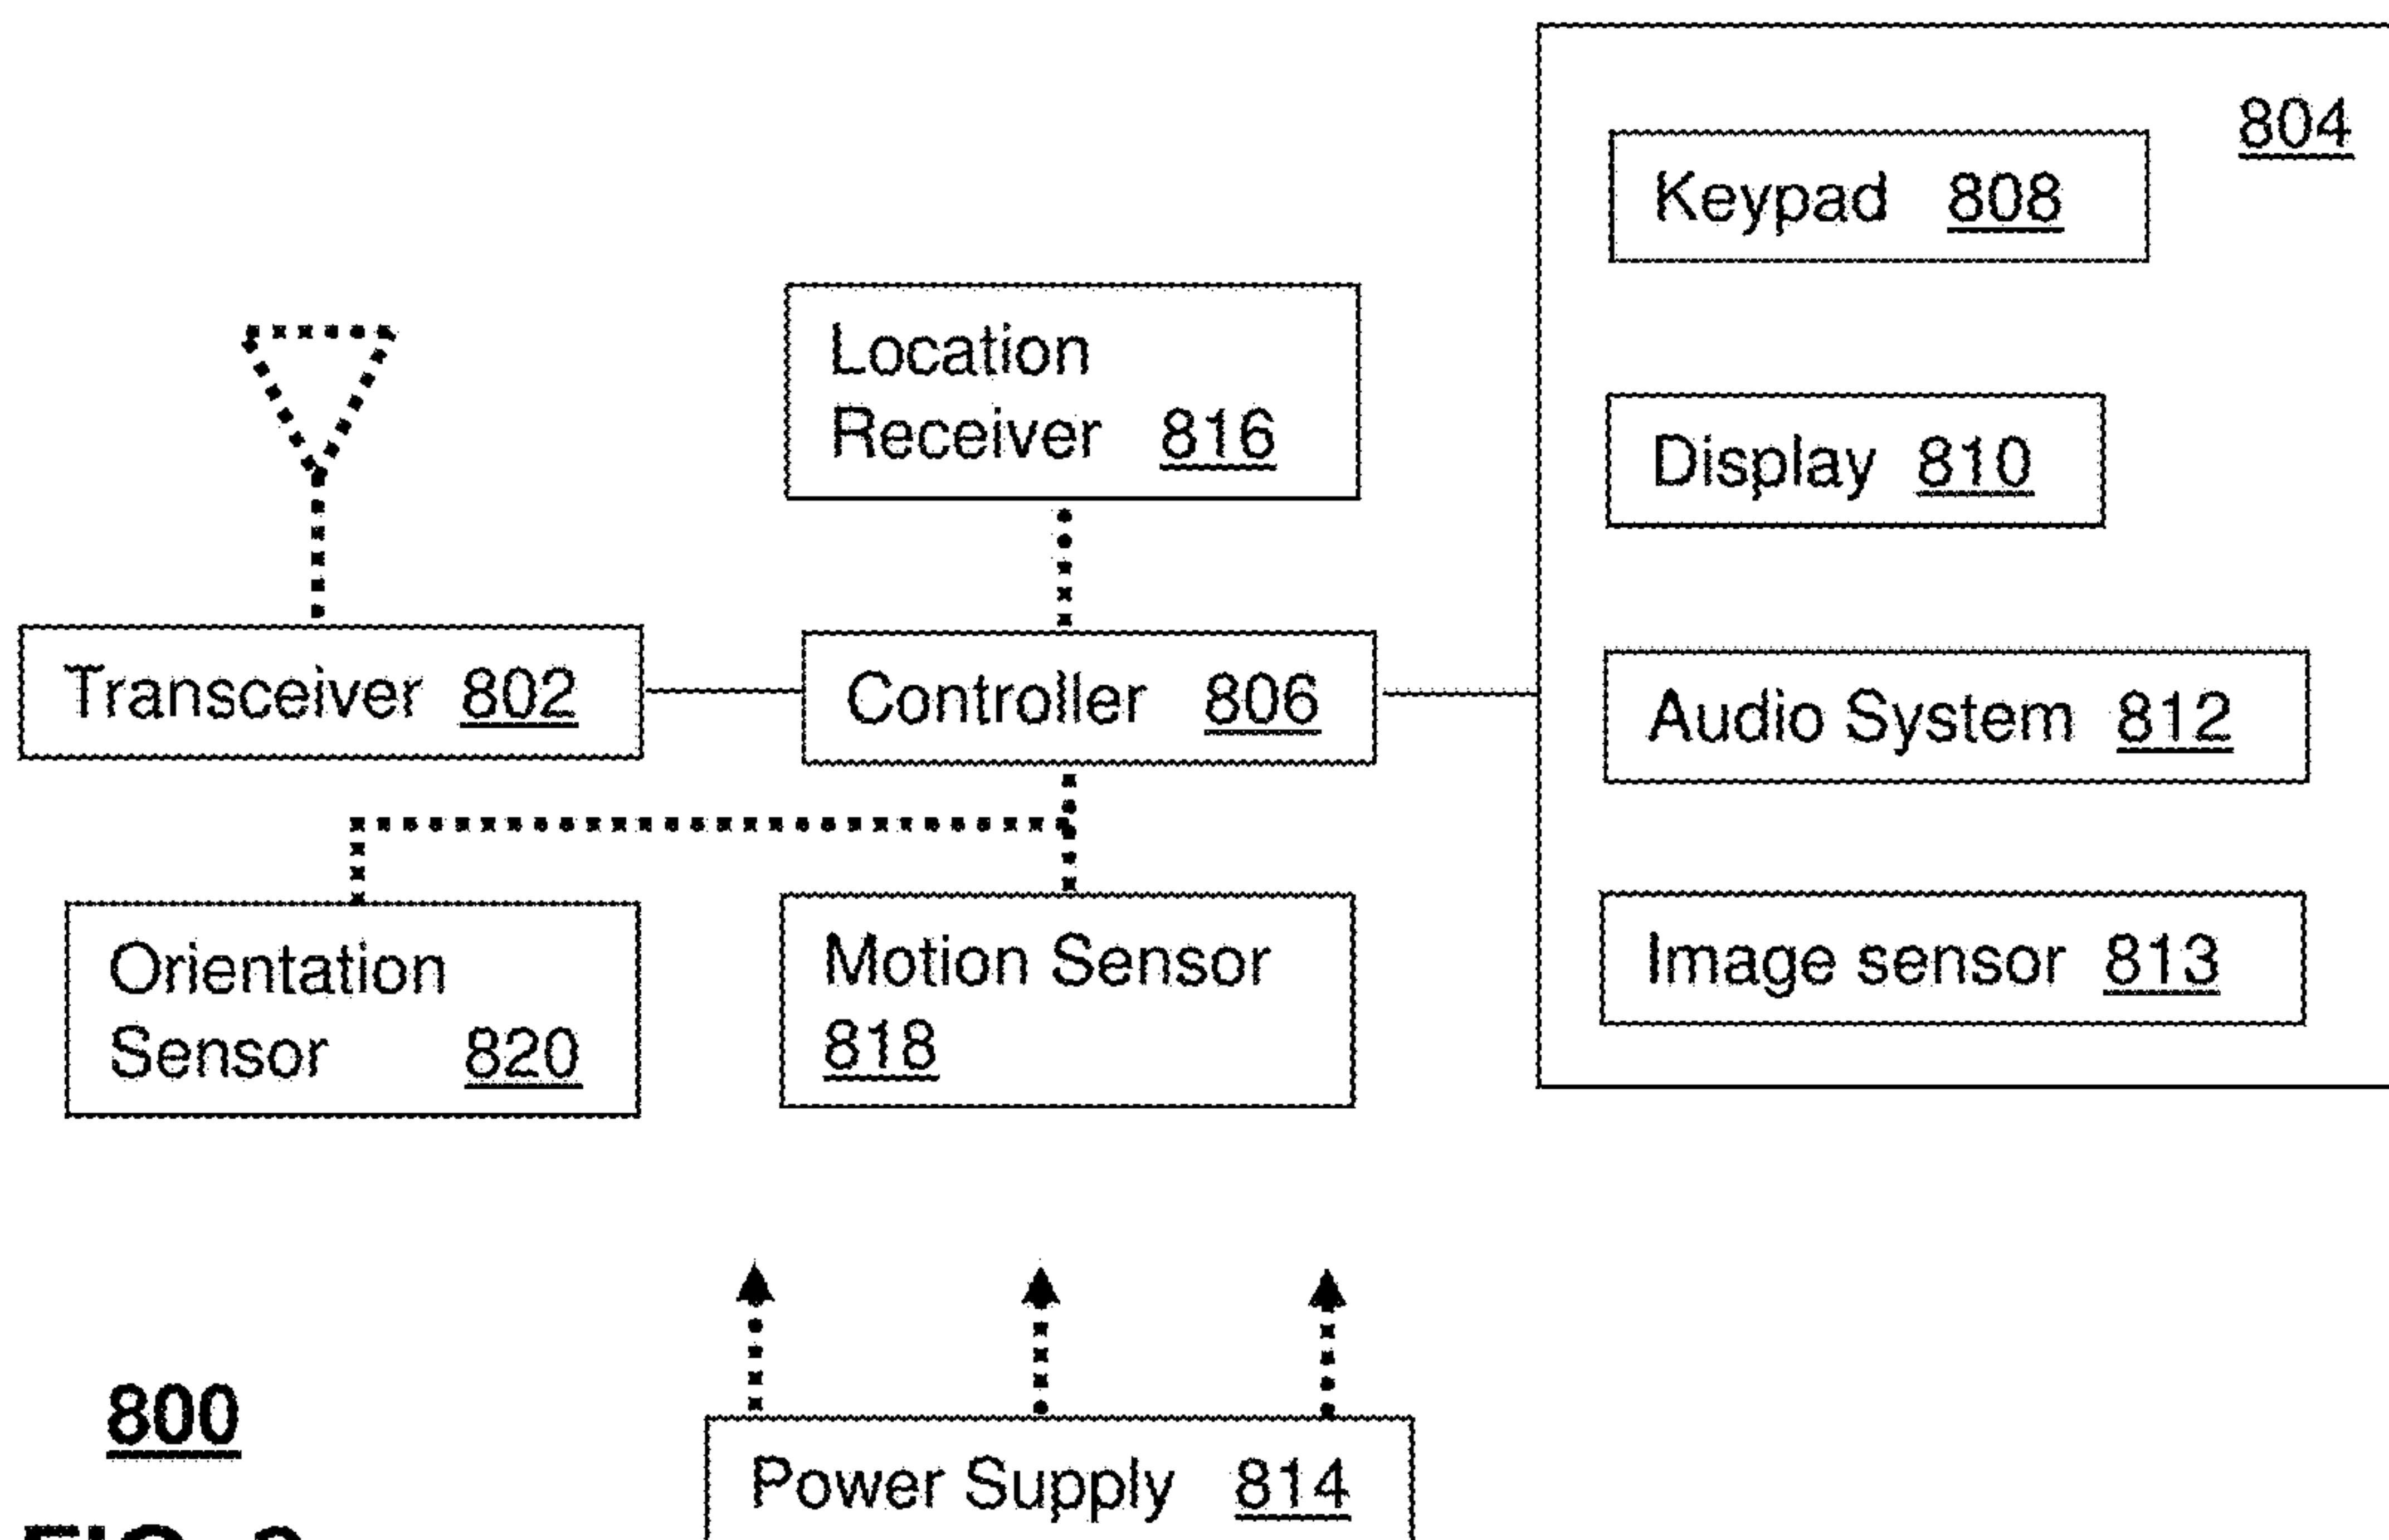 804
Keypad 808
Location
Receiver 816
Display 810
Transceiver 802
Controller 806
Audio System 812
Orientation
Sensor 820
Motion Sensor
818
Image sensor 813
800
Power Supply 814